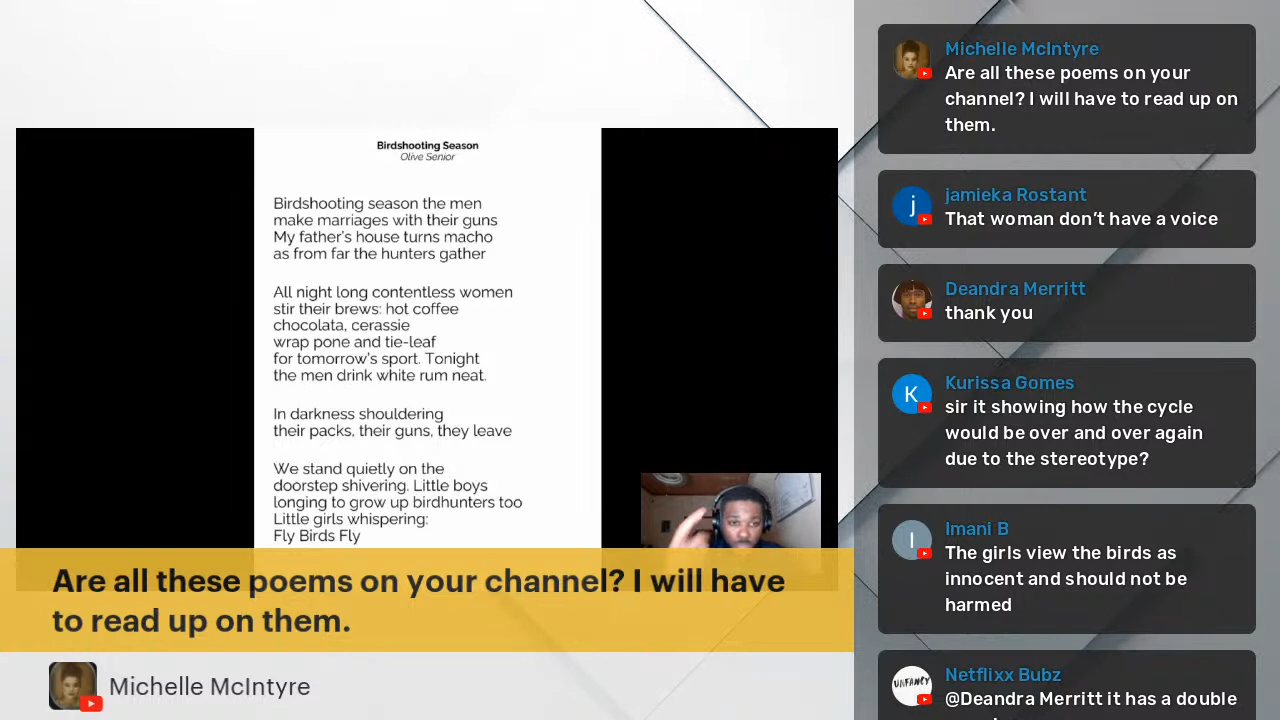 Birdshooting Season
Olive Senior
Birdshooting season the men
make marriages with their guns
My father's house turns macho
as from far the hunters gather
All night long contentless women
stir their brews: hot coffee
chocolata, cerassie
wrap pone and tie-leaf
for tomorrow's sport. Tonight
the men drink white rum neat.
In darkness shouldering
their packs, their guns, they leave
We stand quietly on the
doorstep shivering. Little boys
longing to grow up birdhunters too
Little girls whispering:
Fly Birds Fly
Are all these poems on your channel? I will have
to read up on them.
Michelle McIntyre
Michelle McIntyre
Are all these poems on your
channel? I will have to read up on
them.
j
jamieka Rostant
That woman don’t have a voice
Deandra Merritt
thank you
K
Kurissa Gomes
sir it showing how the cycle
would be over and over again
due to the stereotype?
I
Imani B
The girls view the birds as
innocent and should not be
harmed
UNFANCY
Netflixx Bubz
@Deandra Merritt it has a double